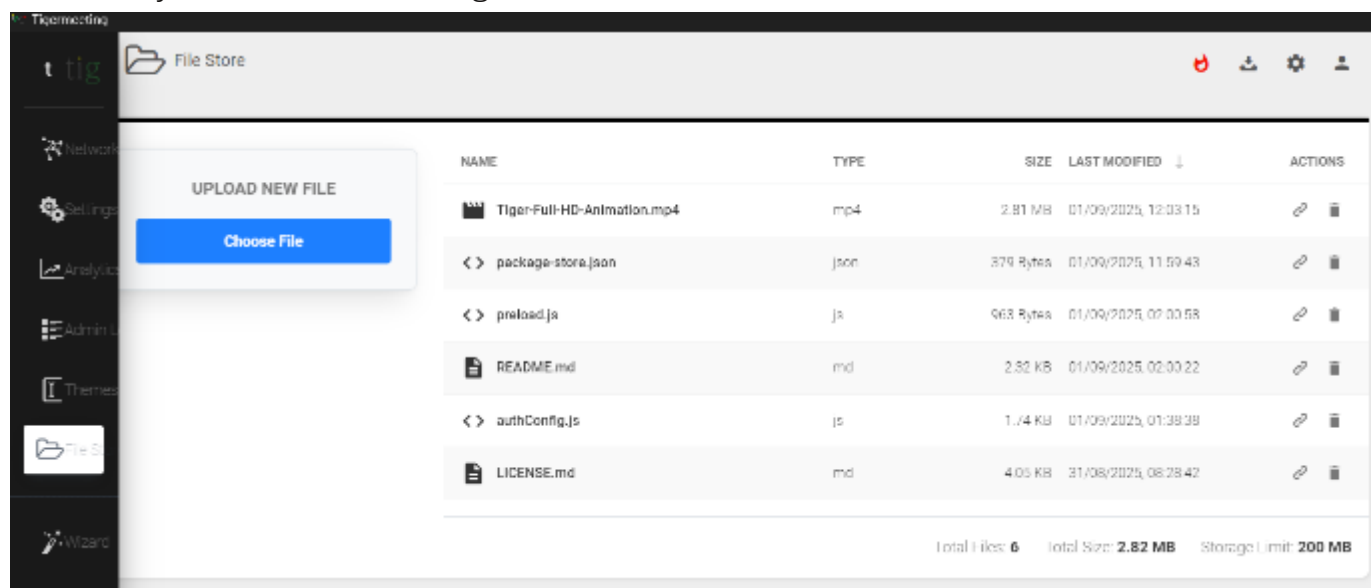 Tigermeeting
t tig
File Store
Network
Settings
Analytics
Admin L
Themes
File S
Wizard
UPLOAD NEW FILE
Choose File
NAME TYPE SIZE LAST MODIFIED ↓ ACTIONS
Tiger-Full-HD-Animation.mp4 mp4 2.81 MB 01/09/2025, 12:03:15
package-store.json json 379 Bytes 01/09/2025, 11:59:43
preload.js js 963 Bytes 01/09/2025, 02:00:58
README.md md 2.32 KB 01/09/2025, 02:00:22
authConfig.js js 1.74 KB 01/09/2025, 01:38:38
LICENSE.md md 4.05 KB 31/08/2025, 08:28:42
Total Files: 6 Total Size: 2.82 MB Storage Limit: 200 MB